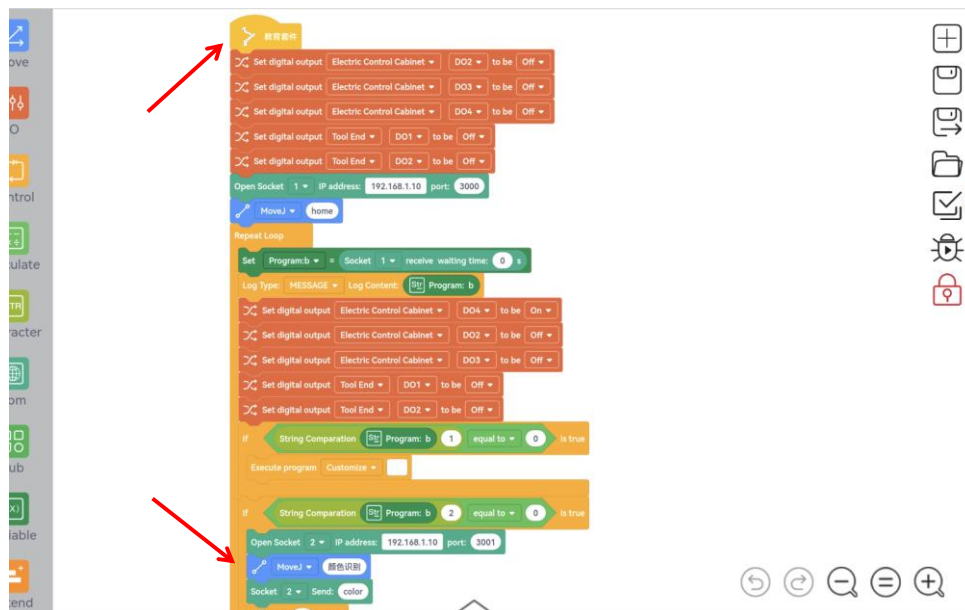 教育套件
Set digital output Electric Control Cabinet DO2 to be Off
Set digital output Electric Control Cabinet DO3 to be Off
Set digital output Electric Control Cabinet DO4 to be Off
Set digital output Tool End DO1 to be Off
Set digital output Tool End DO2 to be Off
Open Socket 1 IP address: 192.168.1.10 port: 3000
MoveJ home
Repeat Loop
Set Program:b = Socket 1 receive waiting time: 0 s
Log Type: MESSAGE Log Content: Str Program: b
Set digital output Electric Control Cabinet DO4 to be On
Set digital output Electric Control Cabinet DO2 to be Off
Set digital output Electric Control Cabinet DO3 to be Off
Set digital output Tool End DO1 to be Off
Set digital output Tool End DO2 to be Off
If String Comparation Str Program: b 1 equal to 0 is true
Execute program Customize
If String Comparation Str Program: b 2 equal to 0 is true
Open Socket 2 IP address: 192.168.1.10 port: 3001
MoveJ 颜色识别
Socket 2 Send: color
ove
O
ntrol
ulate
TR
racter
om
ub
X)
iable
tend